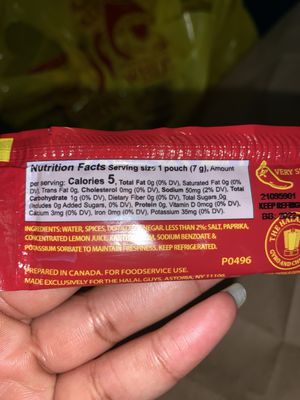 Nutrition Facts Serving size 1 pouch (7 g), Amount
per serving: Calories 5, Total Fat 0g (0% DV), Saturated Fat 0g (0%
DV), Trans Fat 0g, Cholesterol 0mg (0% DV), Sodium 50mg (2% DV), Total
Carbohydrate 1g (0% DV), Dietary Fiber 0g (0% DV), Total Sugars 0g
(Includes 0g Added Sugars, 0% DV), Protein 0g, Vitamin D 0mcg (0% DV),
Calcium 3mg (0% DV), Iron 0mg (0% DV), Potassium 35mg (0% DV)
INGREDIENTS: WATER, SPICES, VINEGAR. LESS THAN 2%: SALT, PAPRIKA,
CONCENTRATED LEMON JUICE, SODIUM BENZOATE &
POTASSIUM SORBATE TO MAINTAIN FRESHNESS. KEEP REFRIGERATED.
P0496
PREPARED IN CANADA. FOR FOODSERVICE USE.
MADE EXCLUSIVELY FOR THE HALAL GUYS, ASTORIA, NY
VERY
KEEP
BB: 2022
THE
GYRO AND